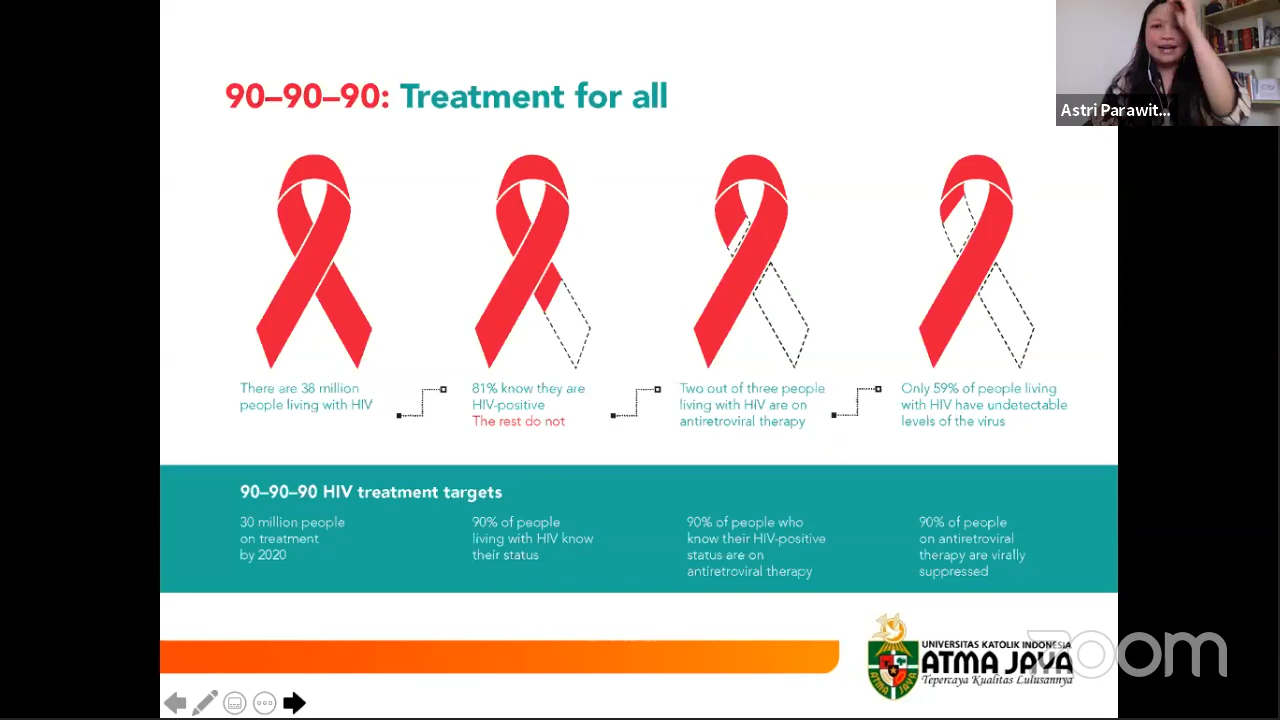 90–90–90: Treatment for all
Astri Parawit...
There are 38 million
people living with HIV
81% know they are
HIV-positive
The rest do not
Two out of three people
living with HIV are on
antiretroviral therapy
Only 59% of people living
with HIV have undetectable
levels of the virus
90–90–90 HIV treatment targets
30 million people
on treatment
by 2020
90% of people
living with HIV know
their status
90% of people who
know their HIV-positive
status are on
antiretroviral therapy
90% of people
on antiretroviral
therapy are virally
suppressed
UNIVERSITAS KATOLIK INDONESIA
ATMA JAYA
Tepercaya Kualitas Lulusannya
ATMA JAYA
zoom